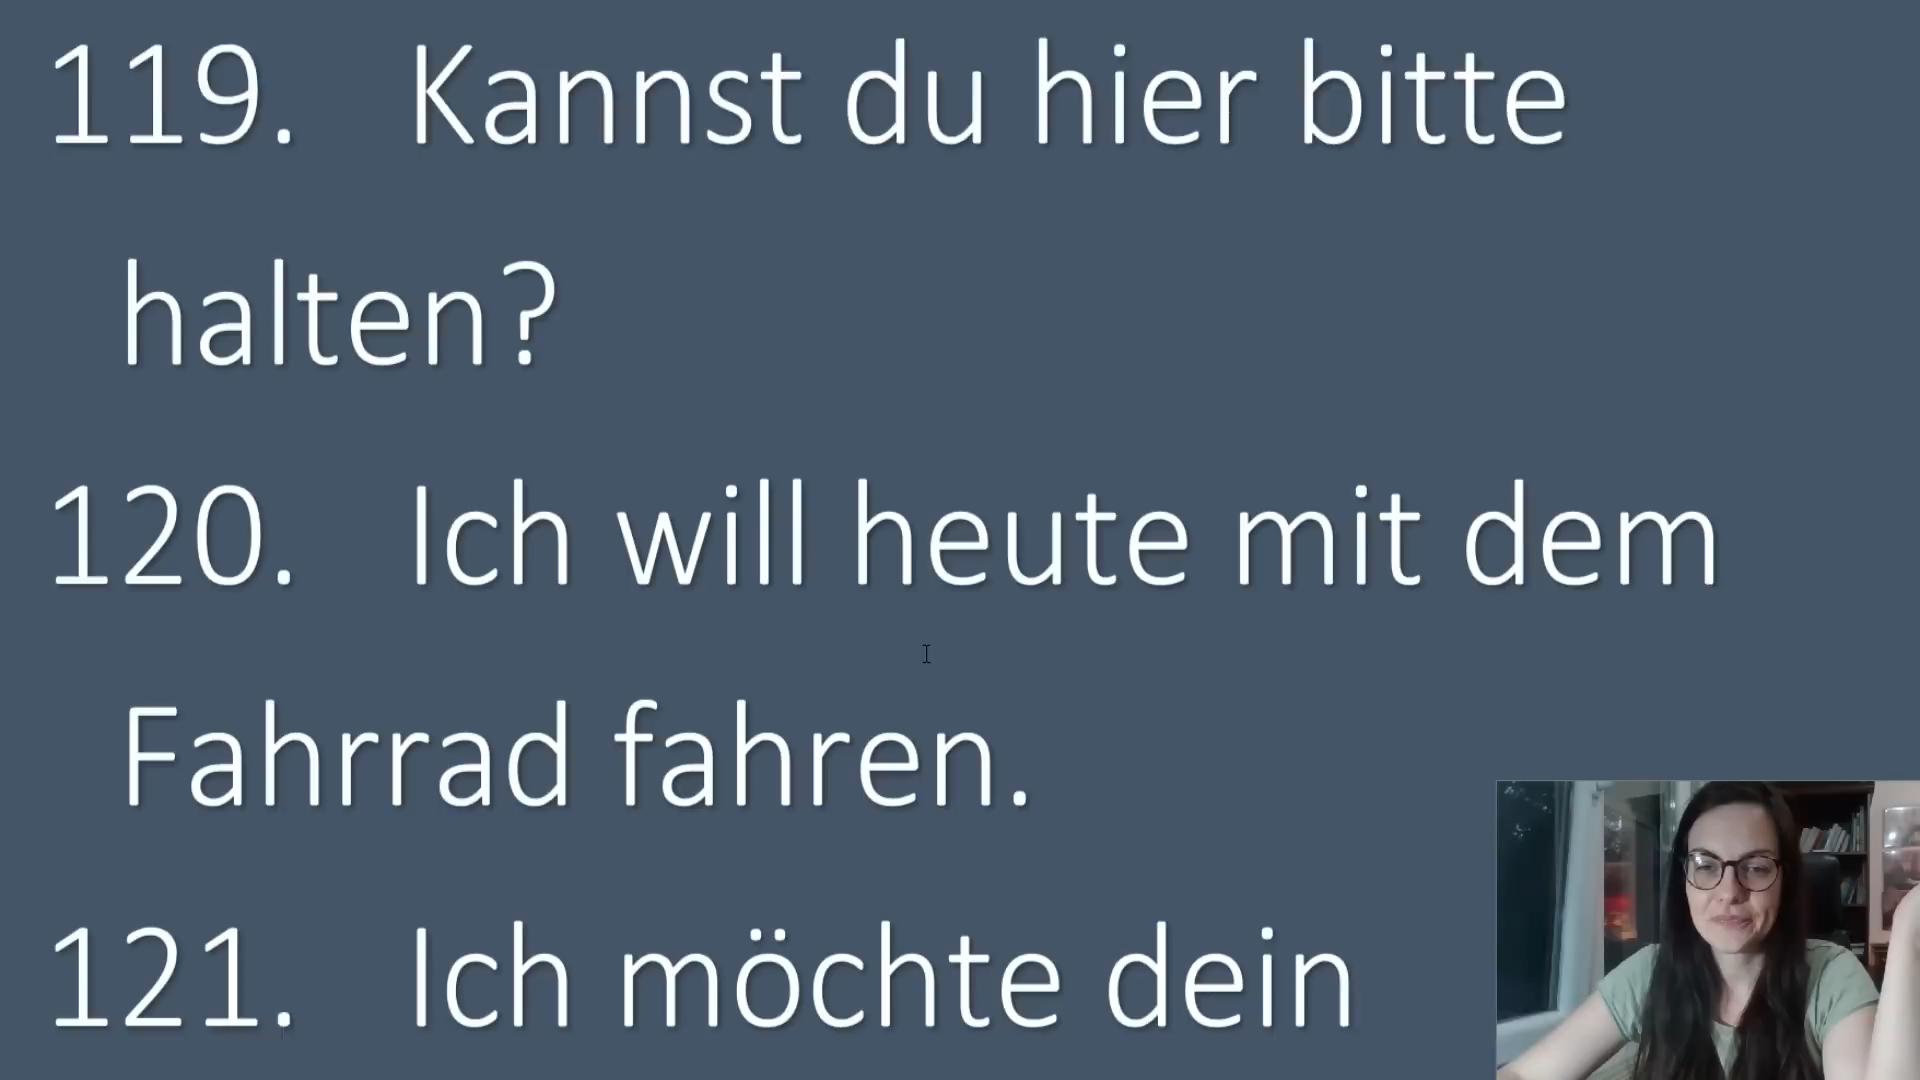 119. Kannst du hier bitte
halten?
120. Ich will heute mit dem
Fahrrad fahren.
121. Ich möchte dein